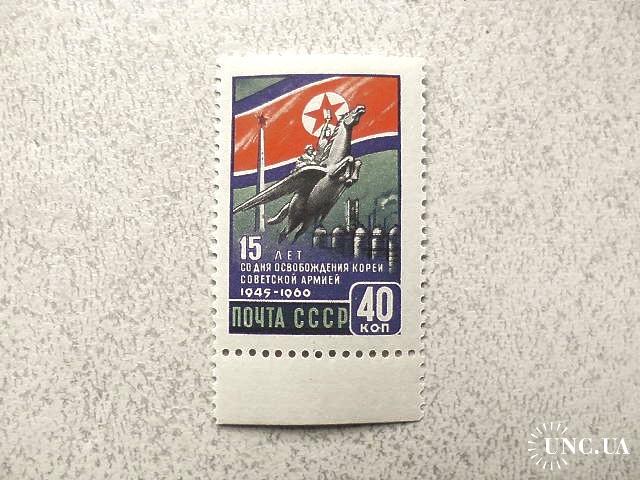 15 ЛЕТ
СО ДНЯ ОСВОБОЖДЕНИЯ КОРЕИ
СОВЕТСКОЙ АРМИЕЙ
1945-1960
ПОЧТА СССР
40
КОП
UNC.UA